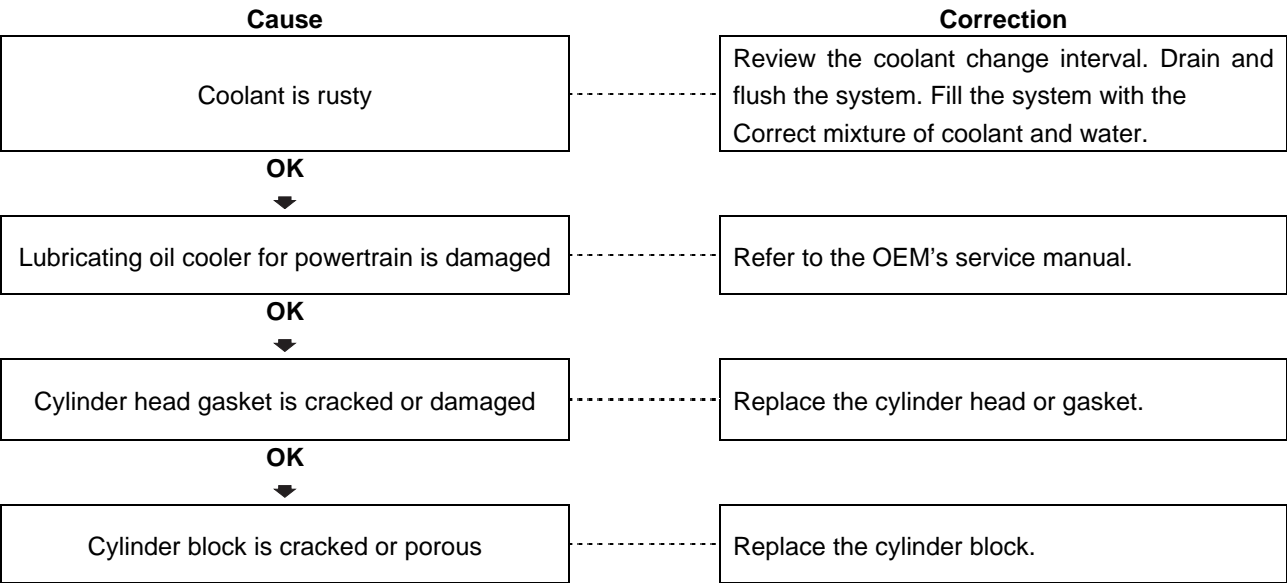 Cause
Correction
Coolant is rusty
Review the coolant change interval. Drain and
flush the system. Fill the system with the
Correct mixture of coolant and water.
OK
Lubricating oil cooler for powertrain is damaged
Refer to the OEM’s service manual.
OK
Cylinder head gasket is cracked or damaged
Replace the cylinder head or gasket.
OK
Cylinder block is cracked or porous
Replace the cylinder block.